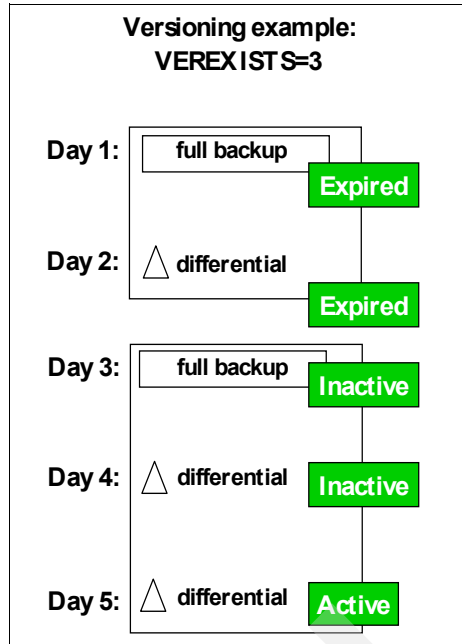 Versioning example:
VEREXISTS=3
Day 1: full backup
Expired
Day 2: differential
Expired
Day 3: full backup
Inactive
Day 4: differential Inactive
Day 5: differential Active